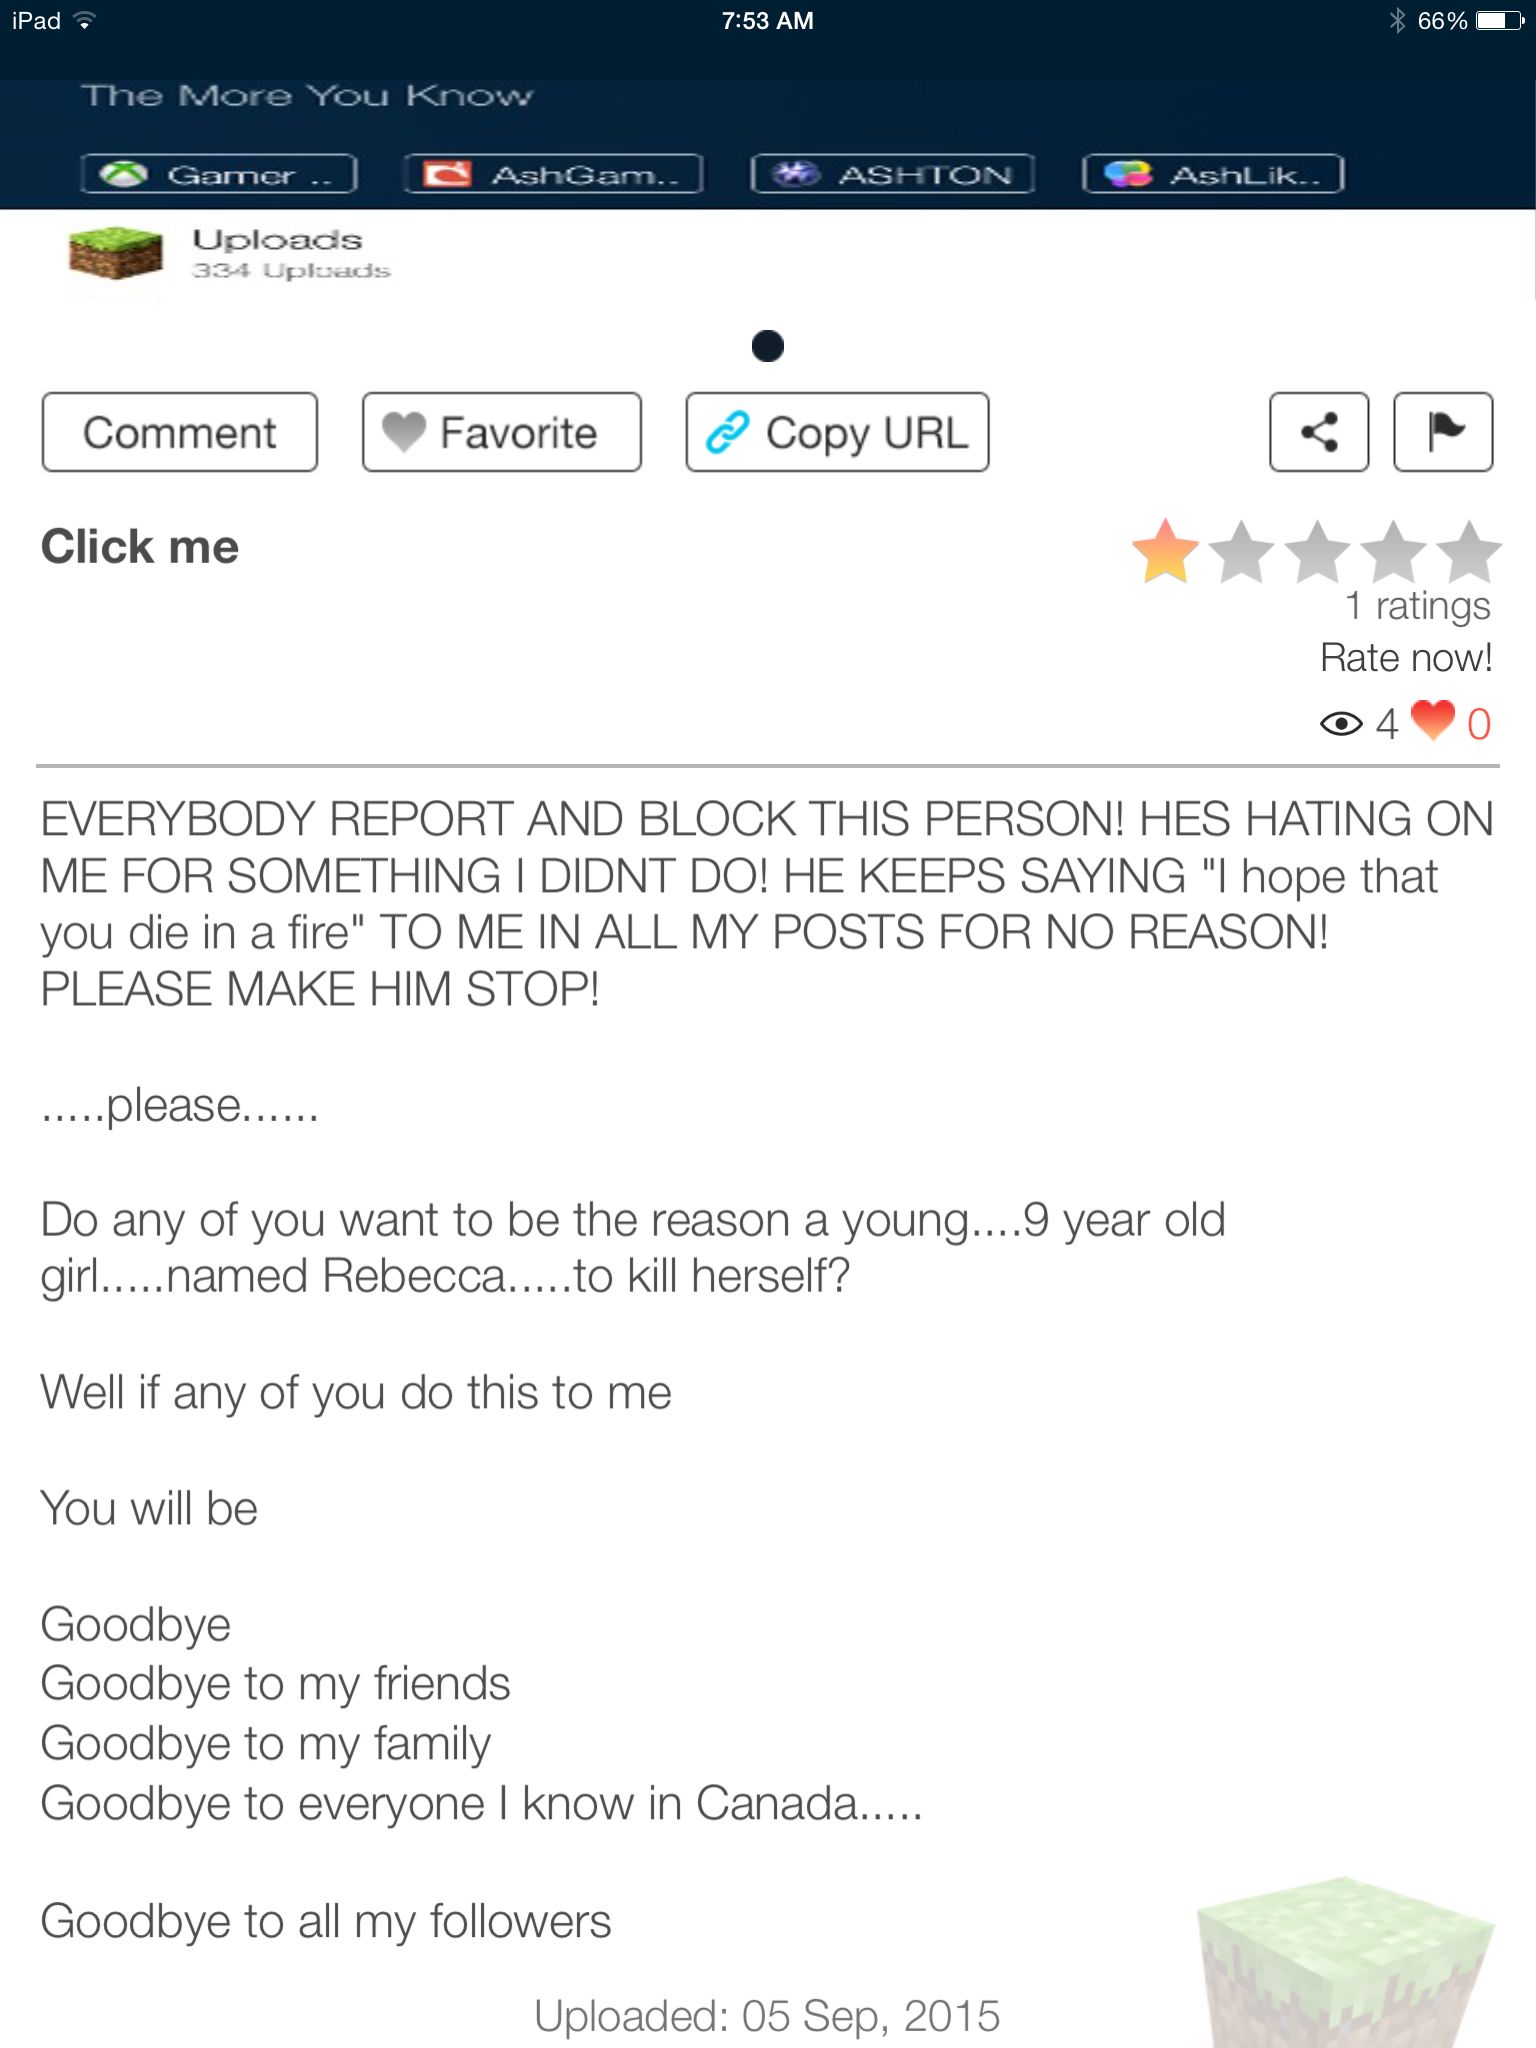 iPad 7:53 AM 66%
The More You Know
Gamer .. AshGam.. ASHTON AshLik..
Uploads
334 Uploads
Comment Favorite Copy URL
Click me
1 ratings
Rate now!
4 0
EVERYBODY REPORT AND BLOCK THIS PERSON! HES HATING ON
ME FOR SOMETHING I DIDNT DO! HE KEEPS SAYING "I hope that
you die in a fire" TO ME IN ALL MY POSTS FOR NO REASON!
PLEASE MAKE HIM STOP!
.....please......
Do any of you want to be the reason a young....9 year old
girl.....named Rebecca.....to kill herself?
Well if any of you do this to me
You will be
Goodbye
Goodbye to my friends
Goodbye to my family
Goodbye to everyone I know in Canada.....
Goodbye to all my followers
Uploaded: 05 Sep, 2015